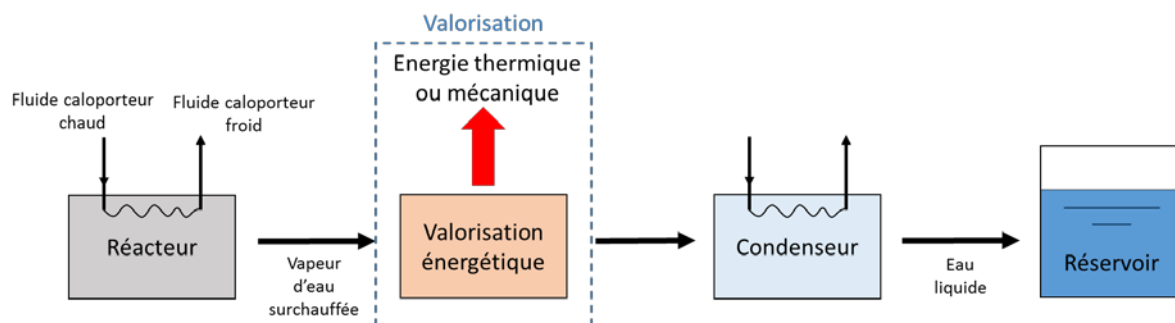 Valorisation
Energie thermique
ou mécanique
Fluide caloporteur
chaud
Fluide caloporteur
froid
Réacteur
Vapeur
d'eau
surchauffée
Valorisation
énergétique
Condenseur
Eau
liquide
Réservoir